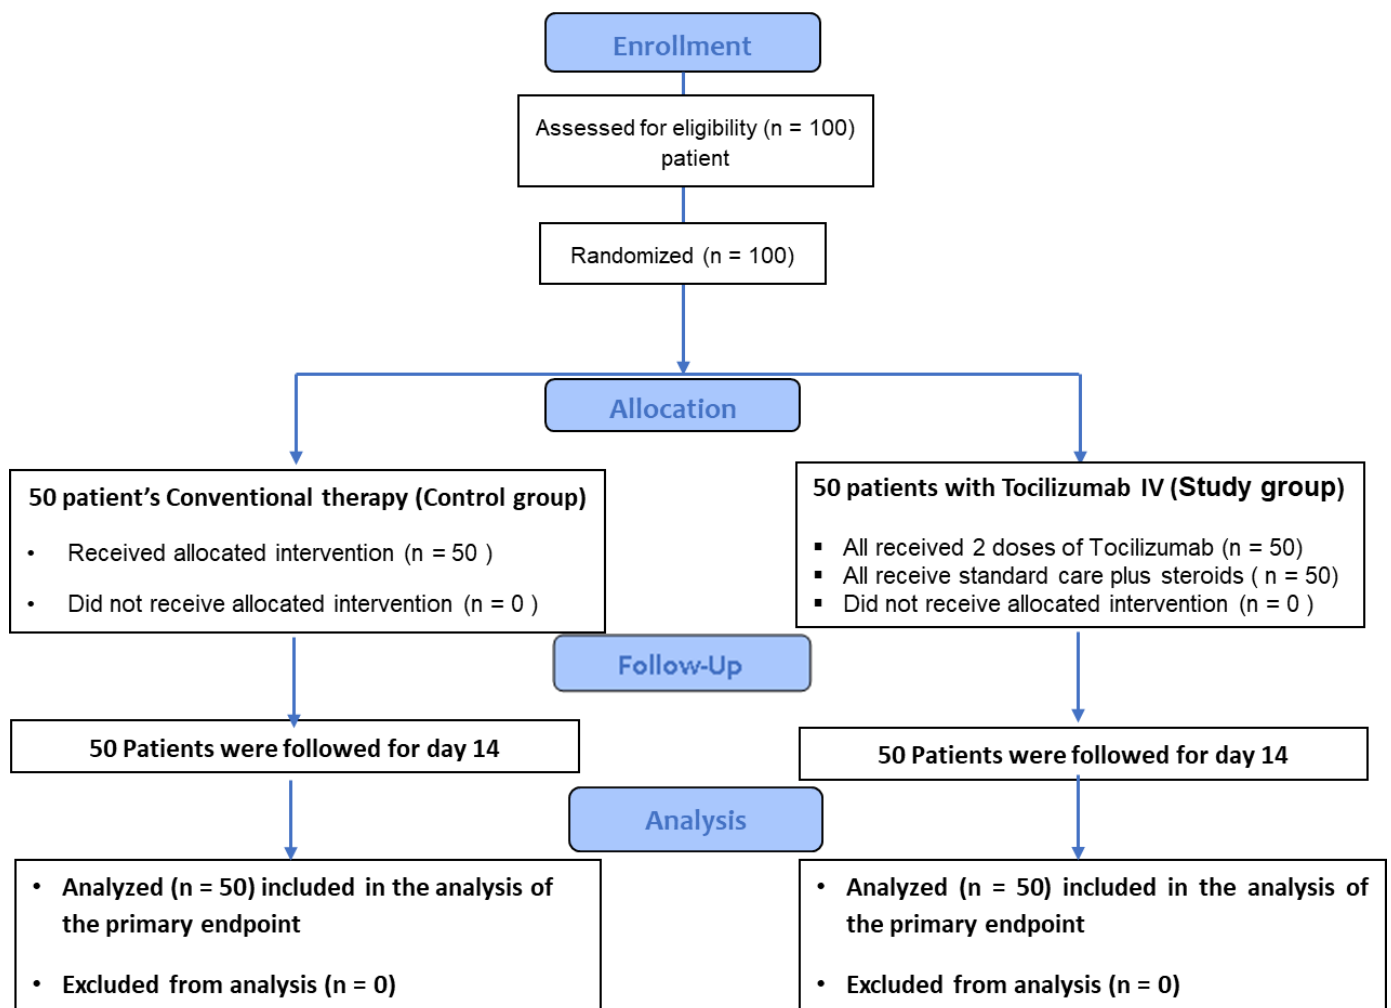 Enrollment
Assessed for eligibility (n = 100)
patient
Randomized (n = 100)
Allocation
50 patient’s Conventional therapy (Control group)
• Received allocated intervention (n = 50 )
• Did not receive allocated intervention (n = 0 )
50 patients with Tocilizumab IV (Study group)
▪ All received 2 doses of Tocilizumab (n = 50)
▪ All receive standard care plus steroids ( n = 50)
▪ Did not receive allocated intervention (n = 0 )
Follow-Up
50 Patients were followed for day 14
50 Patients were followed for day 14
Analysis
• Analyzed (n = 50) included in the analysis of
the primary endpoint
• Excluded from analysis (n = 0)
• Analyzed (n = 50) included in the analysis of
the primary endpoint
• Excluded from analysis (n = 0)